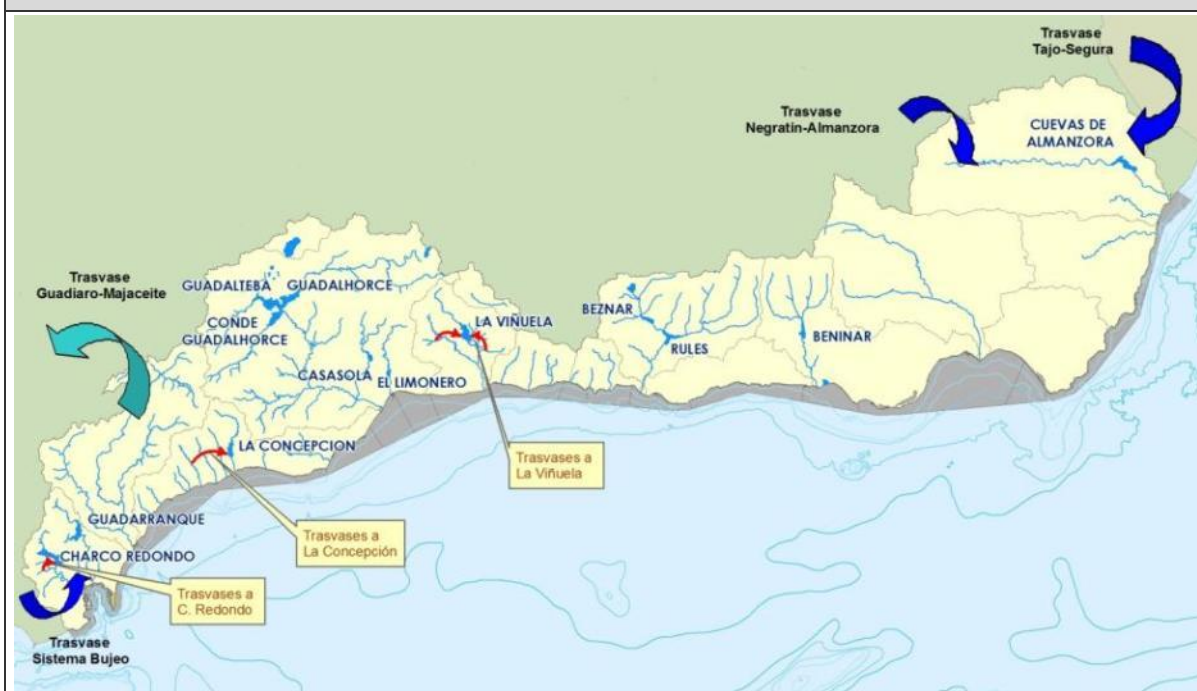 Trasvase
Tajo-Segura
Trasvase
Negratín-Almanzora
CUEVAS DE
ALMANZORA
Trasvase
Guadiaro-Majaceite
GUADALTEBA
GUADALHORCE
CONDE
GUADALHORCE
LA VIÑUELA
BEZNAR
RULES
BENINAR
CASASOLA
EL LIMONERO
LA CONCEPCION
Trasvases a
La Viñuela
GUADARRANQUE
Trasvases a
La Concepción
CHARCO REDONDO
Trasvases a
C. Redondo
Trasvase
Sistema Bujeo